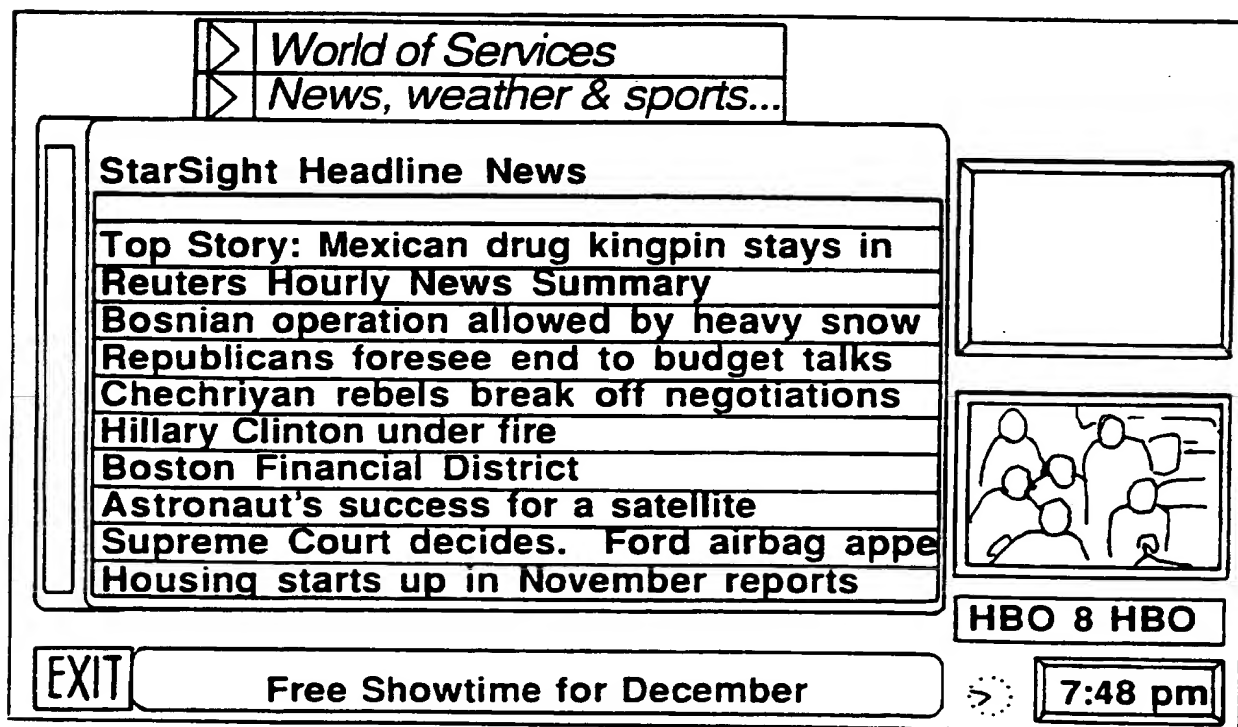 World of Services
News, weather & sports...
StarSight Headline News
Top Story: Mexican drug kingpin stays in
Reuters Hourly News Summary
Bosnian operation allowed by heavy snow
Republicans foresee end to budget talks
Chechriyan rebels break off negotiations
Hillary Clinton under fire
Boston Financial District
Astronaut's success for a satellite
Supreme Court decides. Ford airbag appe
Housing starts up in November reports
HBO 8 HBO
EXIT
Free Showtime for December
7:48 pm